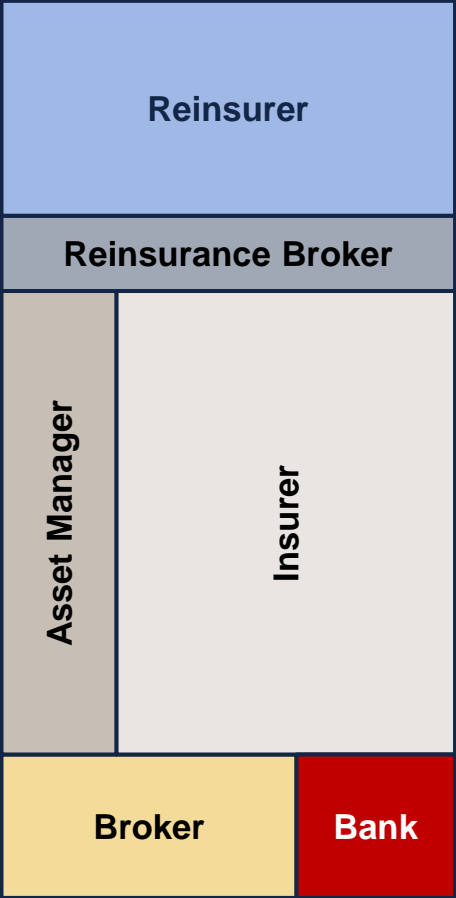 Reinsurer
Reinsurance Broker
Asset Manager
Insurer
Broker
Bank